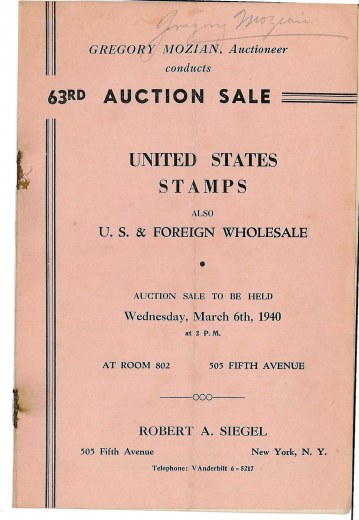 Gregory Mozian
GREGORY MOZIAN, Auctioneer
conducts
63RD AUCTION SALE
UNITED STATES
STAMPS
ALSO
U. S. & FOREIGN WHOLESALE
AUCTION SALE TO BE HELD
Wednesday, March 6th, 1940
at 2 P. M.
AT ROOM 802 505 FIFTH AVENUE
ROBERT A. SIEGEL
505 Fifth Avenue New York, N. Y.
Telephone: VAnderbilt 6-5217